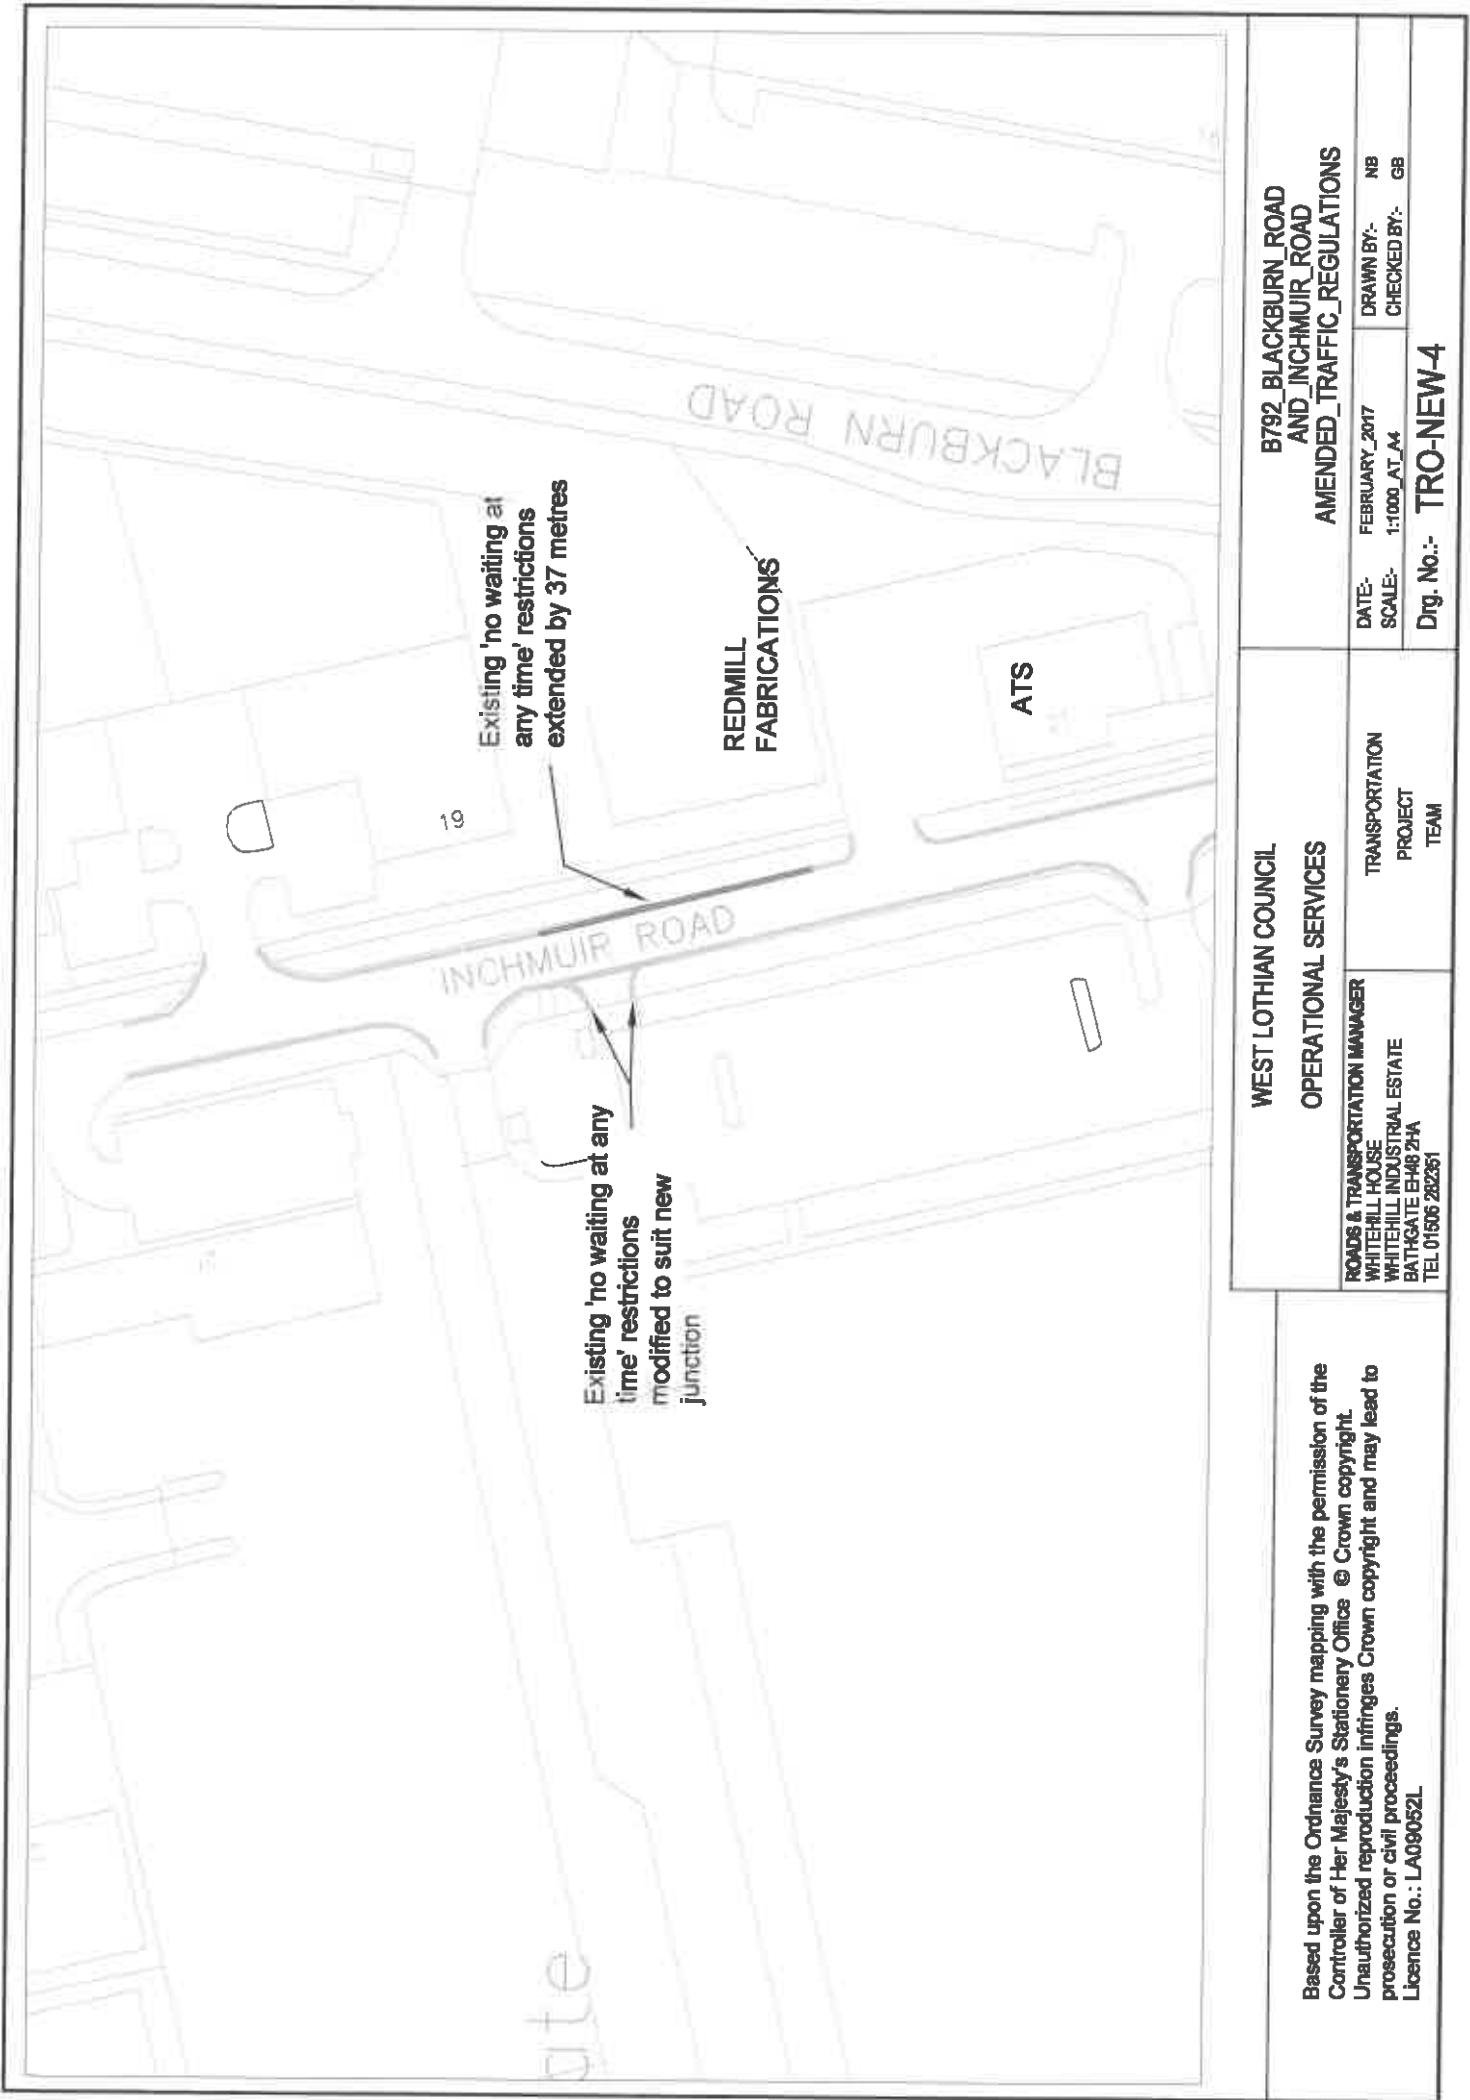 Existing 'no waiting at
any time' restrictions
extended by 37 metres
19
INCHMUIR ROAD
REDMILL
FABRICATIONS
BLACKBURN ROAD
ATS
Existing 'no waiting at any
time' restrictions
modified to suit new
junction
Based upon the Ordnance Survey mapping with the permission of the
Controller of Her Majesty's Stationery Office © Crown copyright.
Unauthorized reproduction infringes Crown copyright and may lead to
prosecution or civil proceedings.
Licence No.: LA09052L
WEST LOTHIAN COUNCIL
OPERATIONAL SERVICES
ROADS & TRANSPORTATION MANAGER
WHITEHILL HOUSE
WHITEHILL INDUSTRIAL ESTATE
BATHGATE EH48 2HA
TEL 01506 282351
TRANSPORTATION
PROJECT
TEAM
B792_BLACKBURN_ROAD
AND_INCHMUIR_ROAD
AMENDED_TRAFFIC_REGULATIONS
DATE:- FEBRUARY_2017
SCALE:- 1:1000_AT_A4
DRAWN BY:- NB
CHECKED BY:- GB
Drg. No.:- TRO-NEW-4